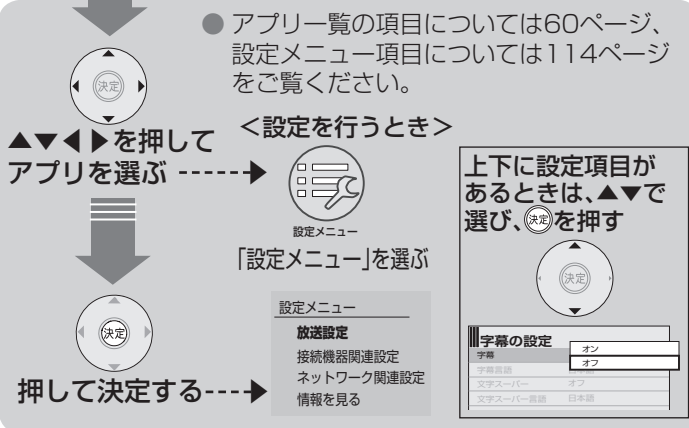 ● アプリ一覧の項目については60ページ、
設定メニュー項目については114ページ
をご覧ください。
決定
▲▼◀▶を押して
アプリを選ぶ
<設定を行うとき>
設定メニュー
「設定メニュー」を選ぶ
決定
押して決定する
設定メニュー
放送設定
接続機器関連設定
ネットワーク関連設定
情報を見る
上下に設定項目が
あるときは、▲▼で
選び、決定を押す
決定
字幕の設定
字幕
オン
オフ
字幕言語 日本語
文字スーパー オフ
文字スーパー言語 日本語